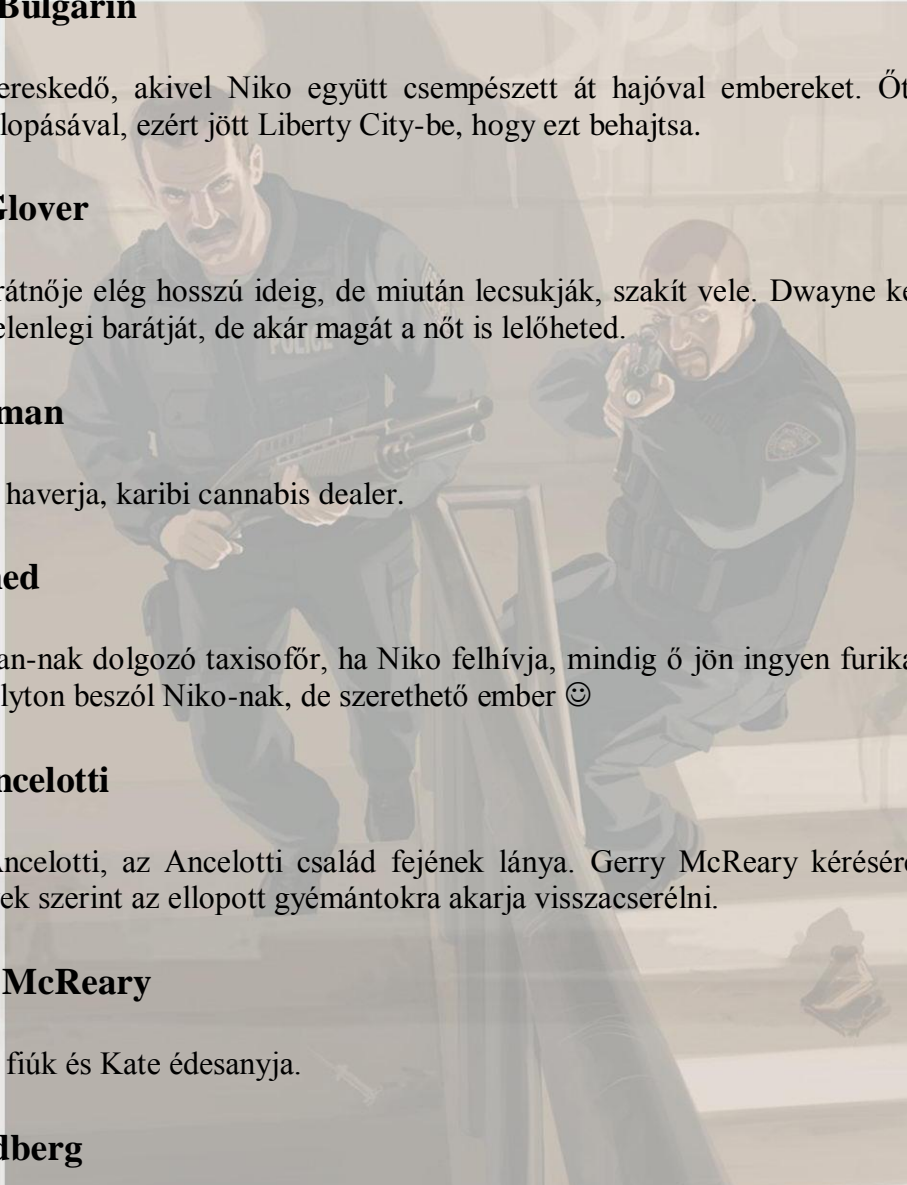 Bulgarin
ereskedő, akivel Niko együtt csempészett át hajóval embereket. Őt
lopásával, ezért jött Liberty City-be, hogy ezt behajtsa.
Glover
rátnője elég hosszú ideig, de miután lecsukják, szakít vele. Dwayne ké
elenlegi barátját, de akár magát a nőt is lelőheted.
man
haverja, karibi cannabis dealer.
ed
an-nak dolgozó taxisofőr, ha Niko felhívja, mindig ő jön ingyen furika
lyton beszól Niko-nak, de szerethető ember ☺
ncelotti
Ancelotti, az Ancelotti család fejének lánya. Gerry McReary kérésére
ek szerint az ellopott gyémántokra akarja visszacserélni.
McReary
fiúk és Kate édesanyja.
dberg
POLICE